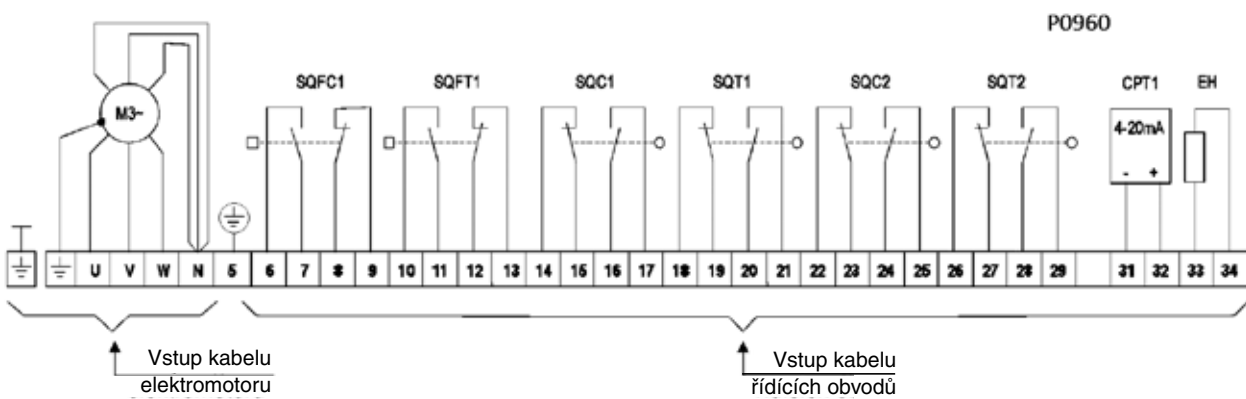 P0960
SQFC1 SQFT1 SQC1 SQT1 SQC2 SQT2 CPT1 EH
M3~
4-20mA
- +
U V W N 5 6 7 8 9 10 11 12 13 14 15 16 17 18 19 20 21 22 23 24 25 26 27 28 29 31 32 33 34
Vstup kabelu
elektromotoru
Vstup kabelu
řídících obvodů